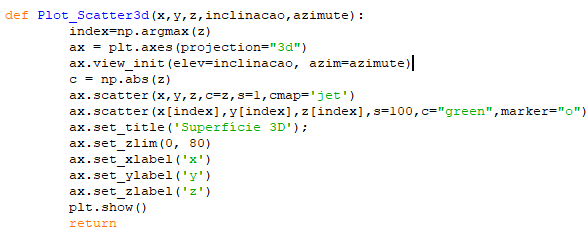 def Plot_Scatter3d(x,y,z,inclinacao,azimute):
        index=np.argmax(z)
        ax = plt.axes(projection="3d")
        ax.view_init(elev=inclinacao, azim=azimute)
        c = np.abs(z)
        ax.scatter(x,y,z,c=z,s=1,cmap='jet')
        ax.scatter(x[index],y[index],z[index],s=100,c="green",marker="o")
        ax.set_title('Superfície 3D');
        ax.set_zlim(0, 80)
        ax.set_xlabel('x')
        ax.set_ylabel('y')
        ax.set_zlabel('z')
        plt.show()
        return